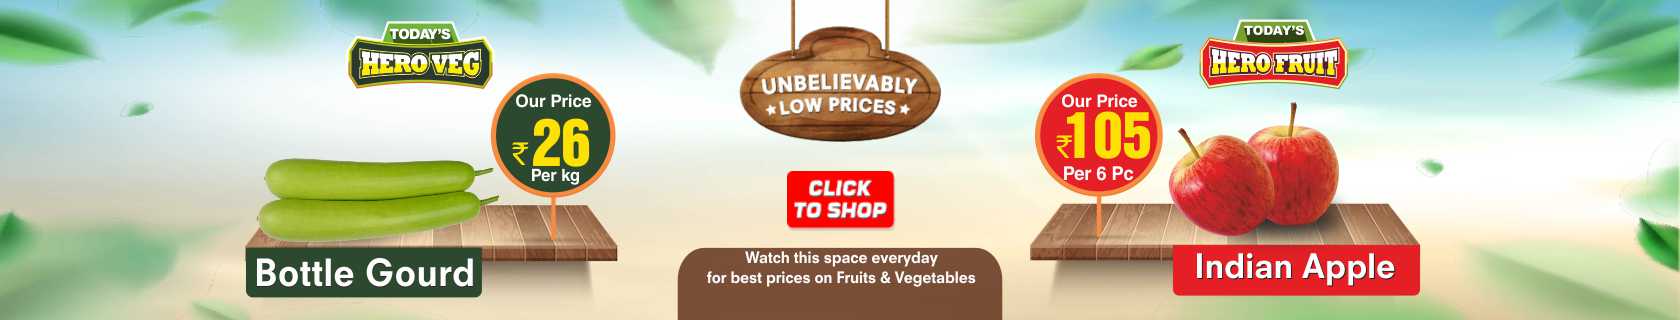 TODAY'S
HERO VEG
Our Price
₹26
Per kg
Bottle Gourd
UNBELIEVABLY
★LOW PRICES★
CLICK
TO SHOP
Watch this space everyday
for best prices on Fruits & Vegetables
TODAY'S
HERO FRUIT
Our Price
₹105
Per 6 Pc
Indian Apple